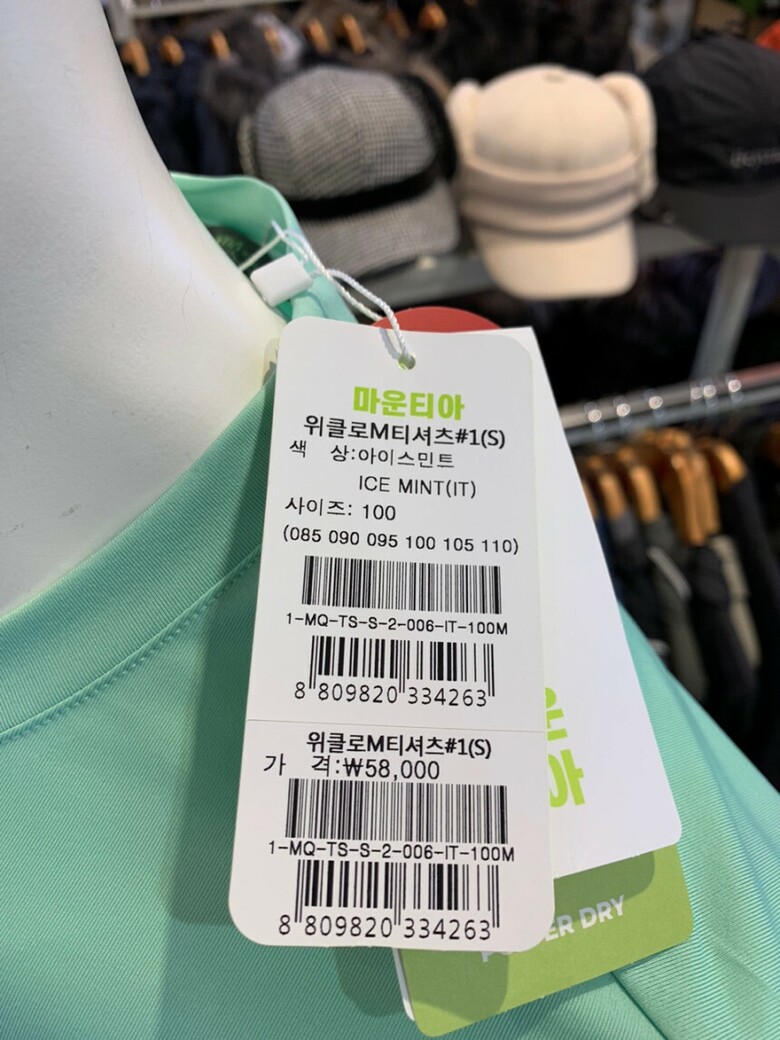 마운티아
위클로M티셔츠#1(S)
색 상:아이스민트
ICE MINT(IT)
사이즈: 100
(085 090 095 100 105 110)
1-MQ-TS-S-2-006-IT-100M
8 809820 334263
위클로M티셔츠#1(S)
가 격:₩58,000
1-MQ-TS-S-2-006-IT-100M
8 809820 334263
운
아
DRY